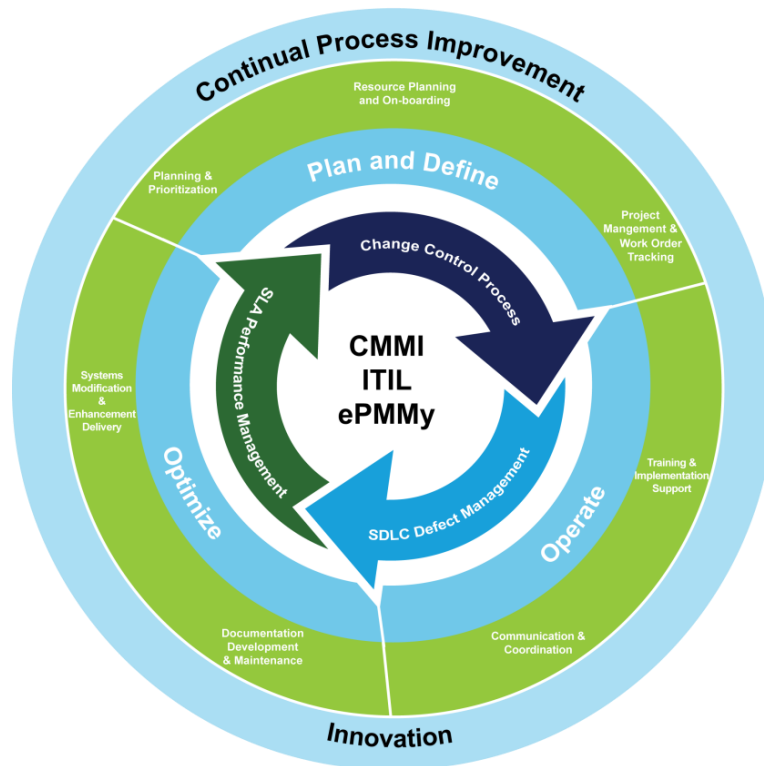 Continual Process Improvement
Resource Planning
and On-boarding
Planning &
Prioritization
Plan and Define
Project
Mangement &
Work Order
Tracking
Change Control Process
SLA Performance Management
CMMI
ITIL
ePMMy
Systems
Modification
&
Enhancement
Delivery
Training &
Implementation
Support
Optimize
Operate
SDLC Defect Management
Documentation
Development
& Maintenance
Communication &
Coordination
Innovation